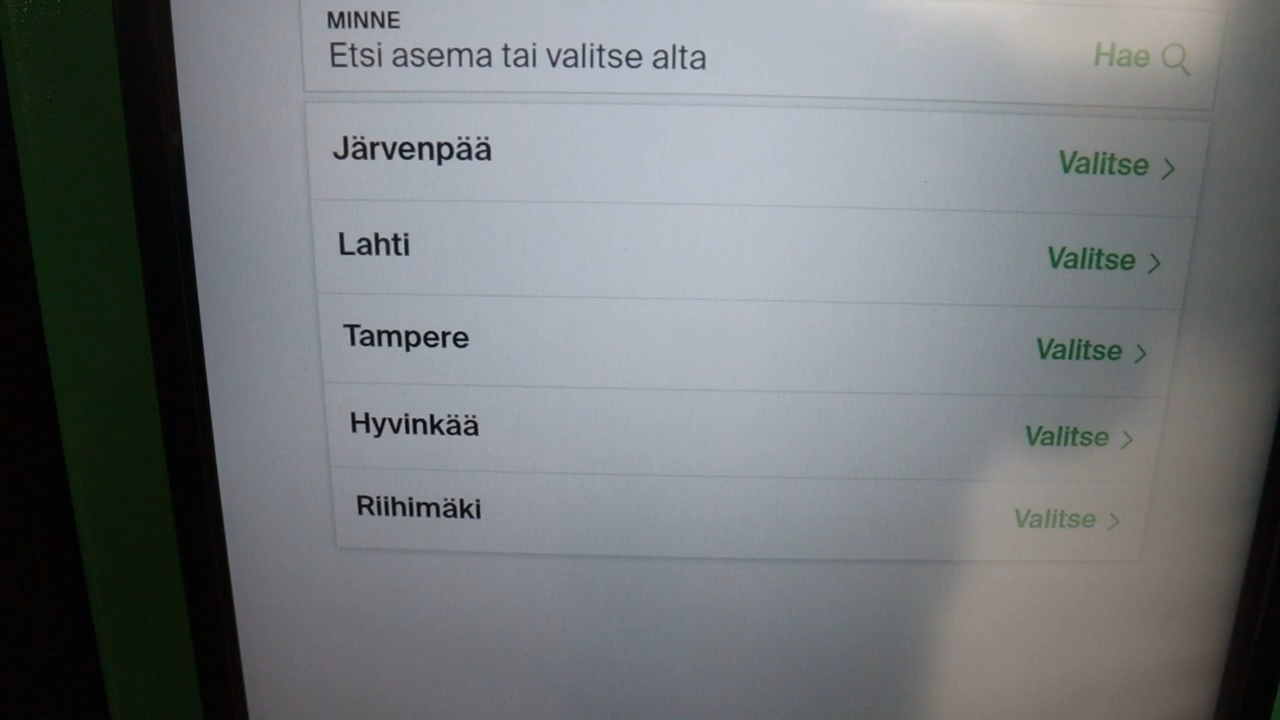 MINNE
Etsi asema tai valitse alta
Hae
Järvenpää Valitse
Lahti Valitse
Tampere Valitse
Hyvinkää Valitse
Riihimäki Valitse